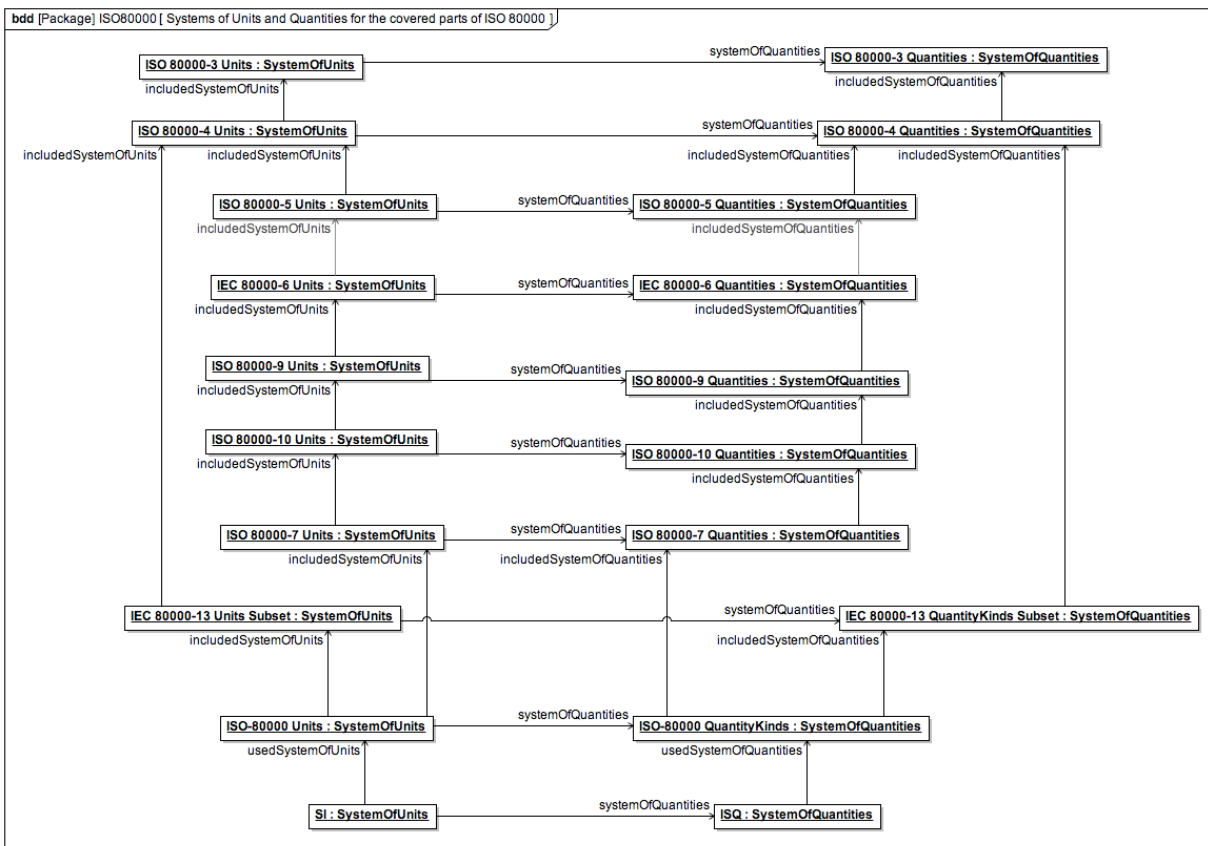 bdd [Package] ISO80000 [ Systems of Units and Quantities for the covered parts of ISO 80000 ]
systemOfQuantities
ISO 80000-3 Units : SystemOfUnits
ISO 80000-3 Quantities : SystemOfQuantities
includedSystemOfUnits
includedSystemOfQuantities
systemOfQuantities
ISO 80000-4 Units : SystemOfUnits
ISO 80000-4 Quantities : SystemOfQuantities
includedSystemOfUnits
includedSystemOfUnits
includedSystemOfQuantities
includedSystemOfQuantities
systemOfQuantities
ISO 80000-5 Units : SystemOfUnits
ISO 80000-5 Quantities : SystemOfQuantities
includedSystemOfUnits
includedSystemOfQuantities
systemOfQuantities
IEC 80000-6 Units : SystemOfUnits
IEC 80000-6 Quantities : SystemOfQuantities
includedSystemOfUnits
includedSystemOfQuantities
systemOfQuantities
ISO 80000-9 Units : SystemOfUnits
ISO 80000-9 Quantities : SystemOfQuantities
includedSystemOfUnits
includedSystemOfQuantities
systemOfQuantities
ISO 80000-10 Units : SystemOfUnits
ISO 80000-10 Quantities : SystemOfQuantities
includedSystemOfUnits
includedSystemOfQuantities
systemOfQuantities
ISO 80000-7 Units : SystemOfUnits
ISO 80000-7 Quantities : SystemOfQuantities
includedSystemOfUnits
includedSystemOfQuantities
systemOfQuantities
IEC 80000-13 Units Subset : SystemOfUnits
IEC 80000-13 QuantityKinds Subset : SystemOfQuantities
includedSystemOfUnits
includedSystemOfQuantities
systemOfQuantities
ISO-80000 Units : SystemOfUnits
ISO-80000 QuantityKinds : SystemOfQuantities
usedSystemOfUnits
usedSystemOfQuantities
systemOfQuantities
SI : SystemOfUnits
ISQ : SystemOfQuantities